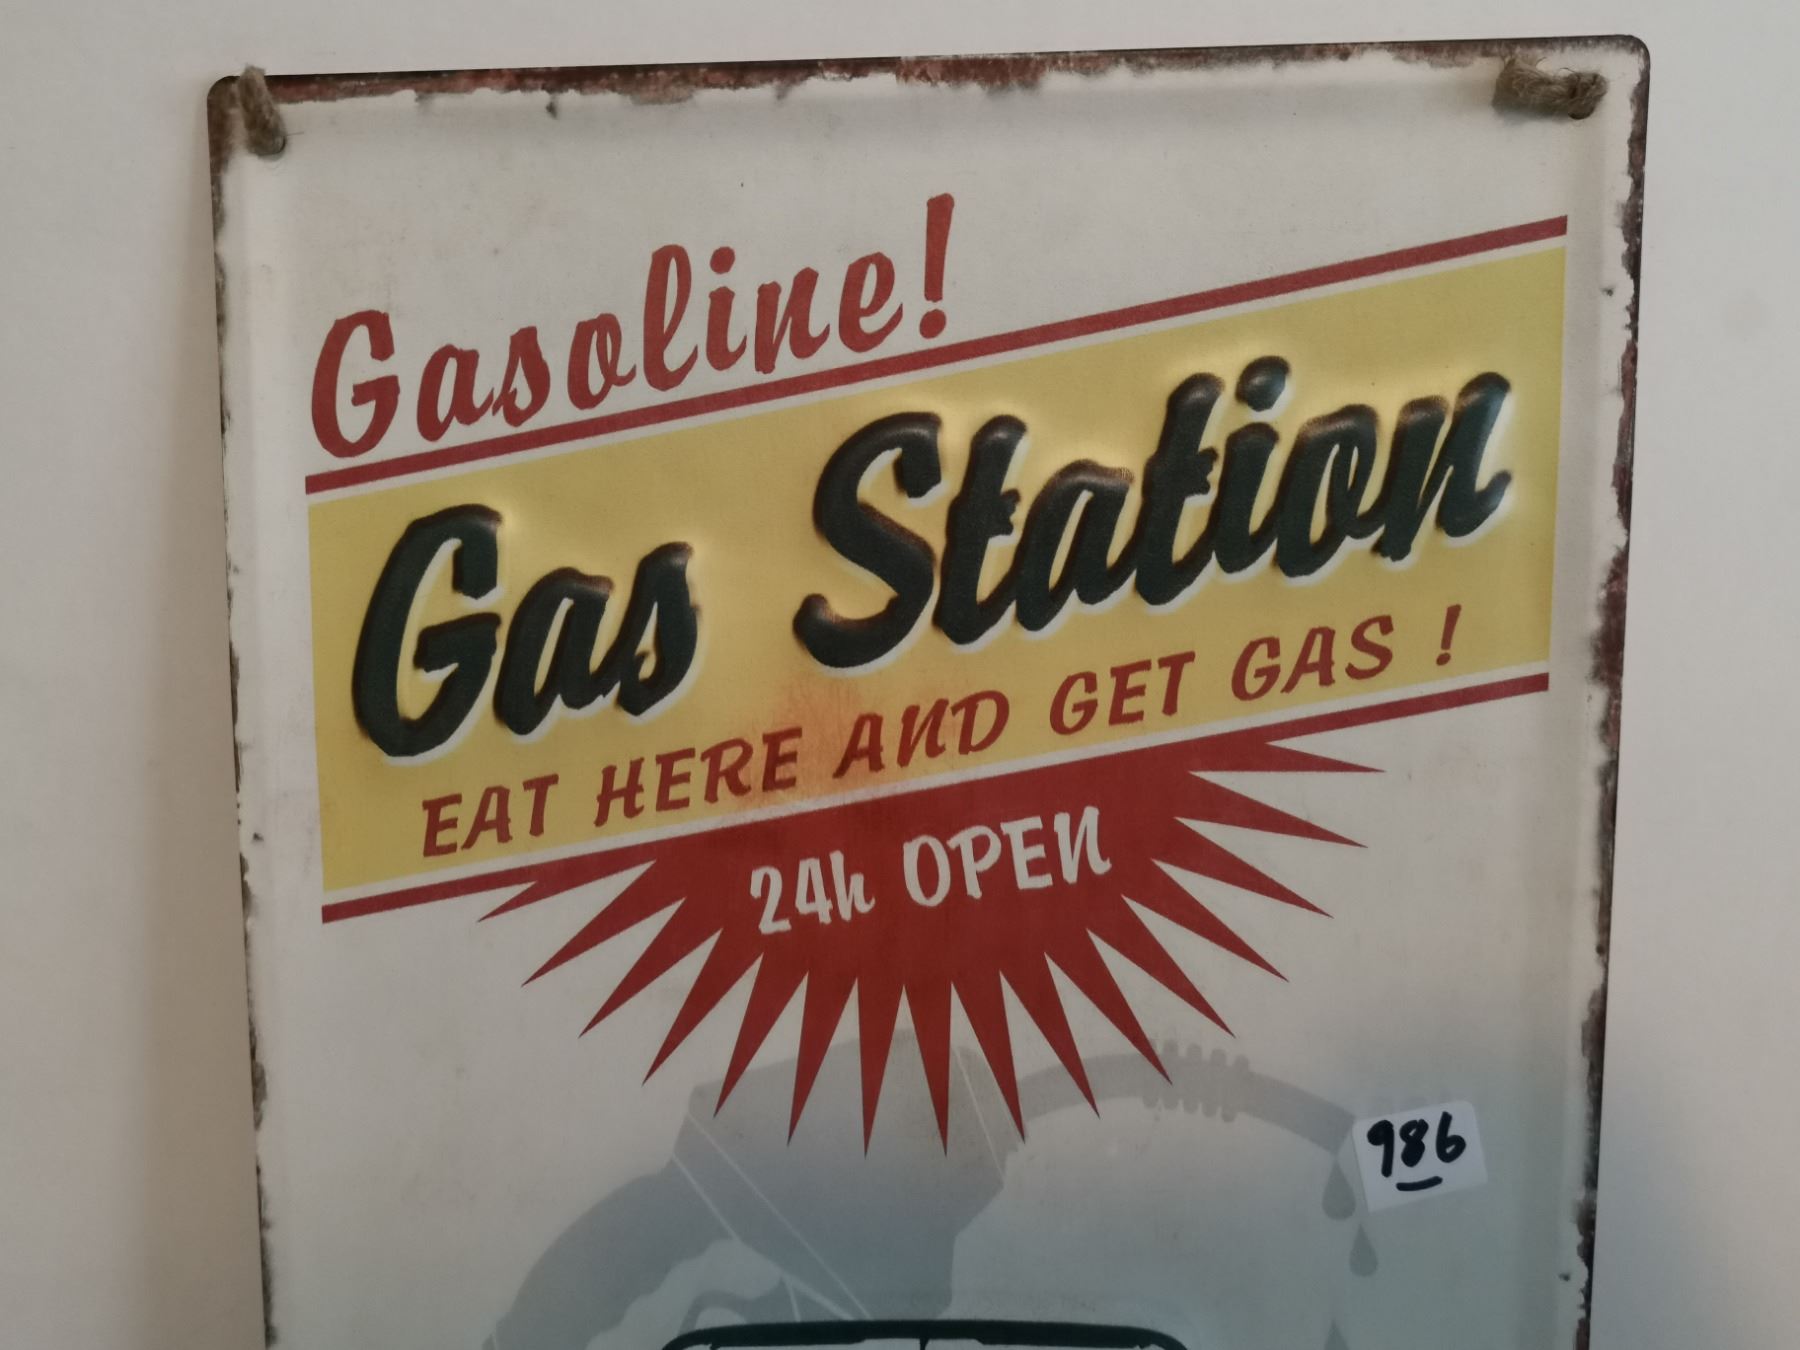 Gasoline!
Gas Station
EAT HERE AND GET GAS !
24h OPEN
986